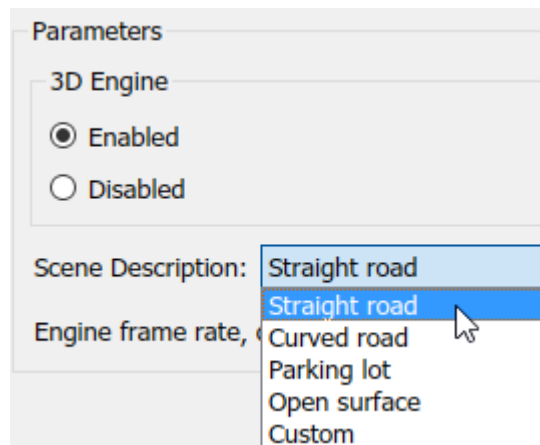 Parameters
3D Engine
Enabled
Disabled
Scene Description: Straight road
Straight road
Engine frame rate,
Curved road
Parking lot
Open surface
Custom